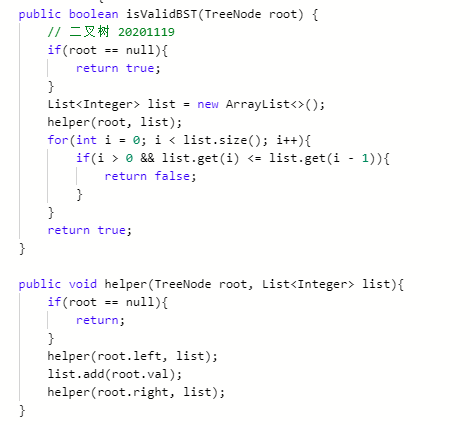 public boolean isValidBST(TreeNode root) {
    // 二叉树 20201119
    if(root == null){
        return true;
    }
    List<Integer> list = new ArrayList<>();
    helper(root, list);
    for(int i = 0; i < list.size(); i++){
        if(i > 0 && list.get(i) <= list.get(i - 1)){
            return false;
        }
    }
    return true;
}

public void helper(TreeNode root, List<Integer> list){
    if(root == null){
        return;
    }
    helper(root.left, list);
    list.add(root.val);
    helper(root.right, list);
}